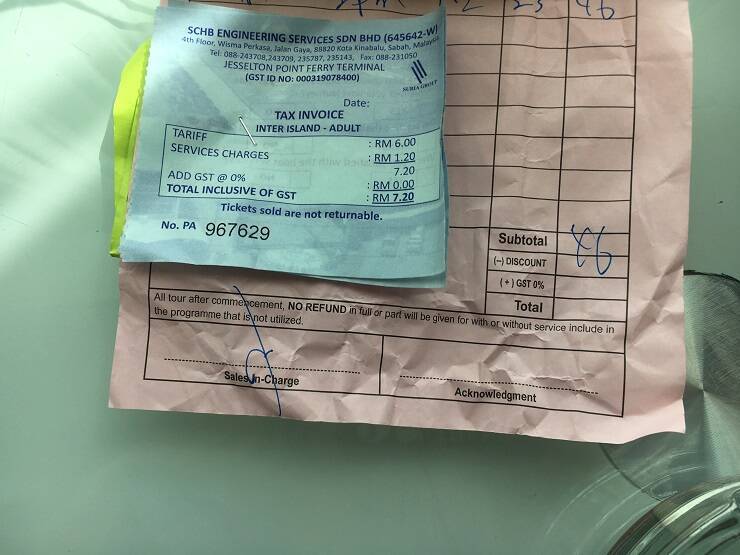 SCHB ENGINEERING SERVICES SDN BHD (645642-W)
4th Floor, Wisma Perkasa, Jalan Gaya, 88820 Kota Kinabalu, Sabah, Malaysia
Tel: 088-243708,243709, 235787, 235143, Fax: 088-231050
JESSELTON POINT FERRY TERMINAL
(GST ID NO: 000319078400)
SURIA GROUP
Date:
TAX INVOICE
INTER ISLAND - ADULT
TARIFF : RM 6.00
SERVICES CHARGES : RM 1.20
7.20
ADD GST @ 0% : RM 0.00
TOTAL INCLUSIVE OF GST : RM 7.20
Tickets sold are not returnable.
No. PA 967629
23 46
Subtotal 46
(-) DISCOUNT
(+) GST 0%
Total
All tour after commencement, NO REFUND in full or part will be given for with or without service include in
the programme that is not utilized.
Sales In-Charge
Acknowledgment